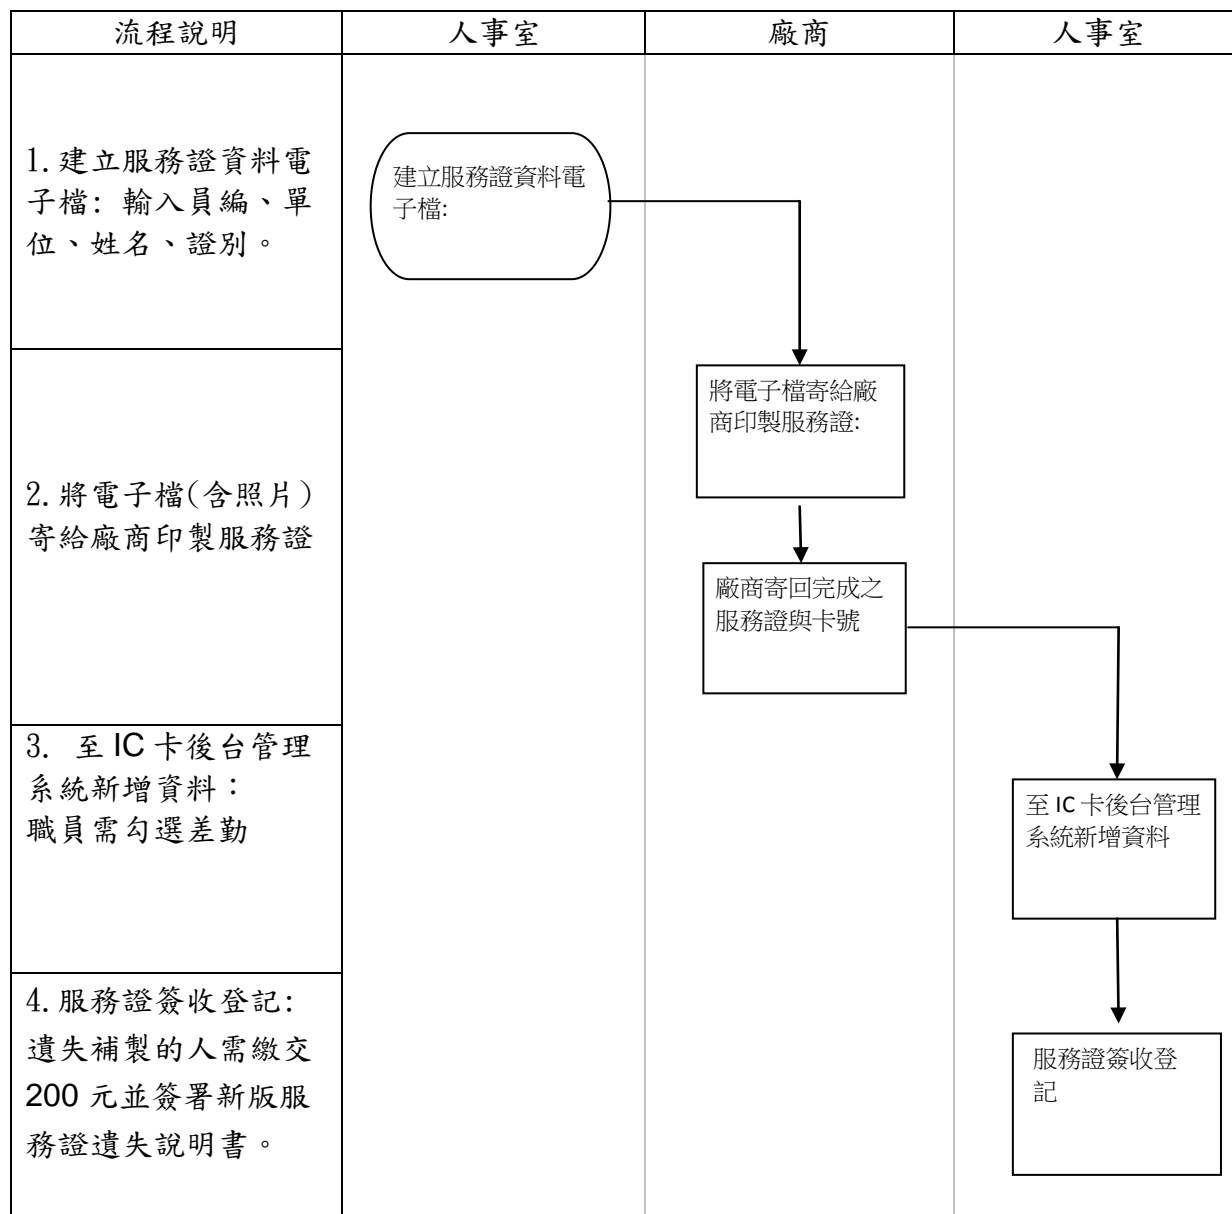 流程說明
人事室
廠商
人事室
1.建立服務證資料電
子檔: 輸入員編、單
位、姓名、證別。
建立服務證資料電
子檔:
將電子檔寄給廠
商印製服務證:
2.將電子檔(含照片)
寄給廠商印製服務證
廠商寄回完成之
服務證與卡號
3. 至 IC 卡後台管理
系統新增資料：
職員需勾選差勤
至 IC 卡後台管理
系統新增資料
4.服務證簽收登記:
遺失補製的人需繳交
200 元並簽署新版服
務證遺失說明書。
服務證簽收登
記